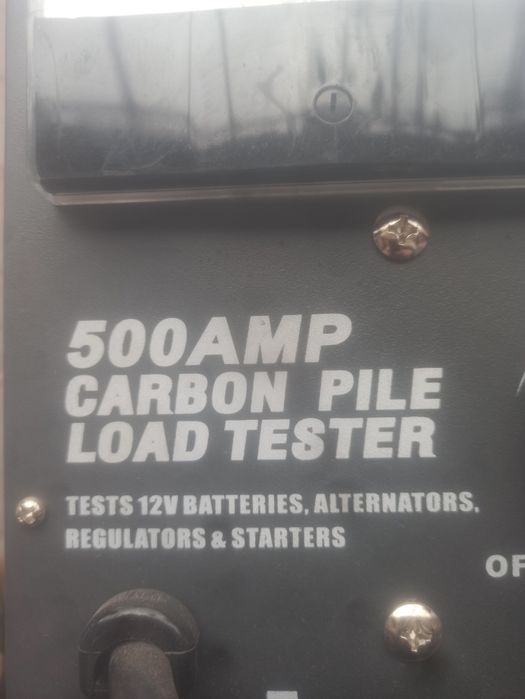 500AMP
CARBON PILE
LOAD TESTER
TESTS 12V BATTERIES, ALTERNATORS.
REGULATORS & STARTERS
OF